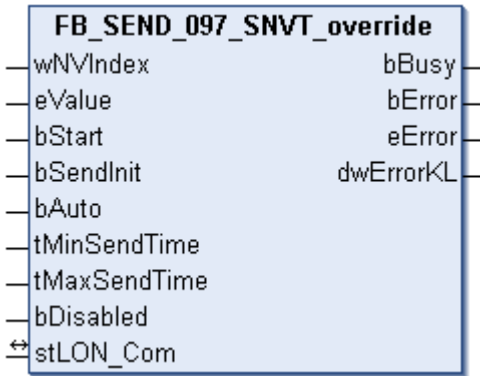 FB_SEND_097_SNVT_override
wNVIndex bBusy
eValue bError
bStart eError
bSendInit dwErrorKL
bAuto
tMinSendTime
tMaxSendTime
bDisabled
stLON_Com